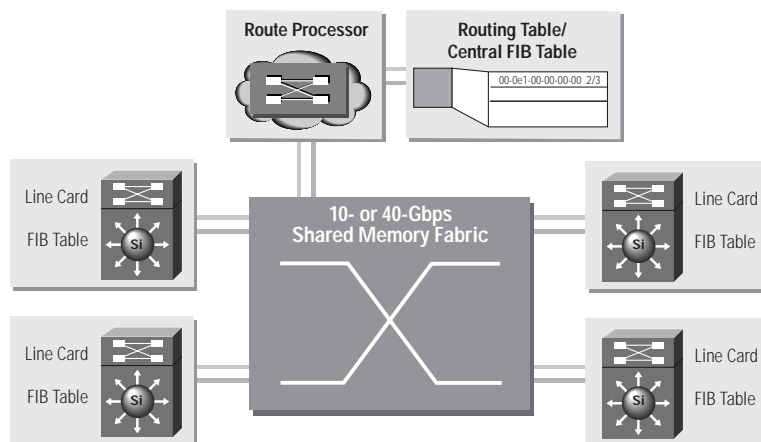 Route Processor
Routing Table/
Central FIB Table
00-0e1-00-00-00-00 2/3
Line Card
FIB Table
Si
10- or 40-Gbps
Shared Memory Fabric
Line Card
FIB Table
Si
Line Card
FIB Table
Si
Line Card
FIB Table
Si